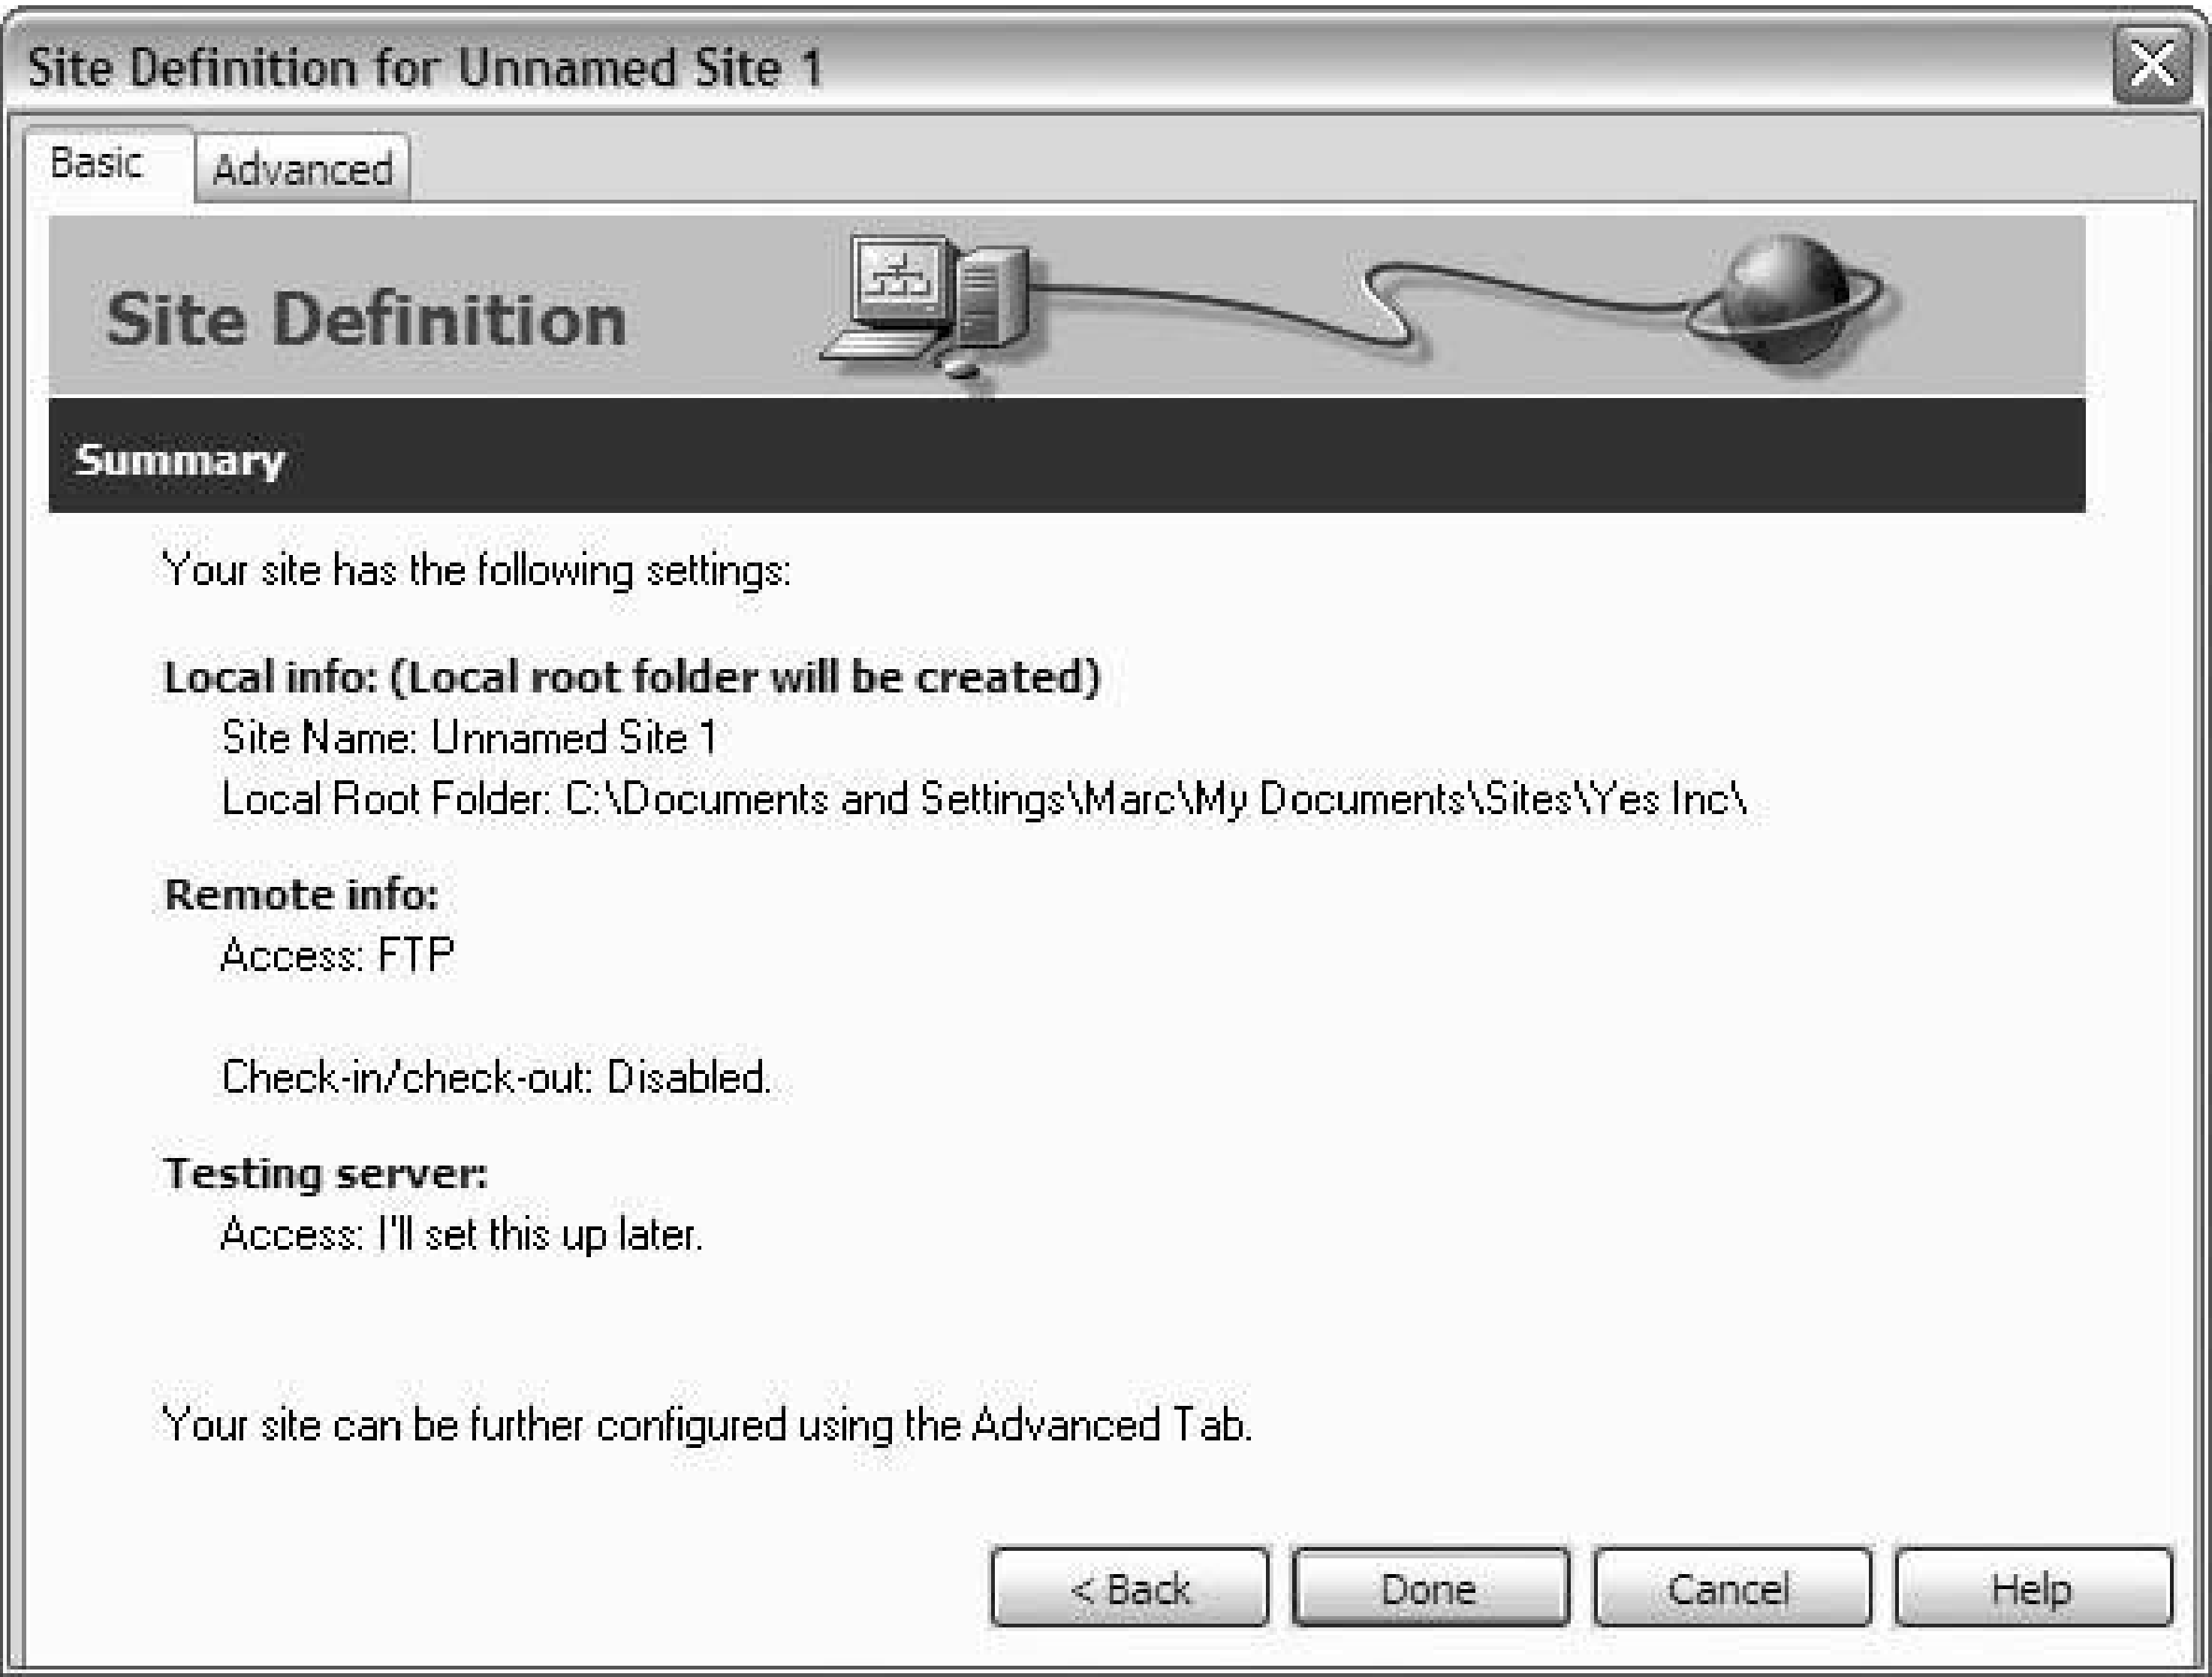 Site Definition for Unnamed Site 1
Basic
Advanced
Site Definition
Summary
Your site has the following settings:
Local info: (Local root folder will be created)
Site Name: Unnamed Site 1
Local Root Folder: C:\Documents and Settings\Marc\My Documents\Sites\Yes Inc\
Remote info:
Access: FTP
Check-in/check-out: Disabled.
Testing server:
Access: I'll set this up later.
Your site can be further configured using the Advanced Tab.
< Back
Done
Cancel
Help